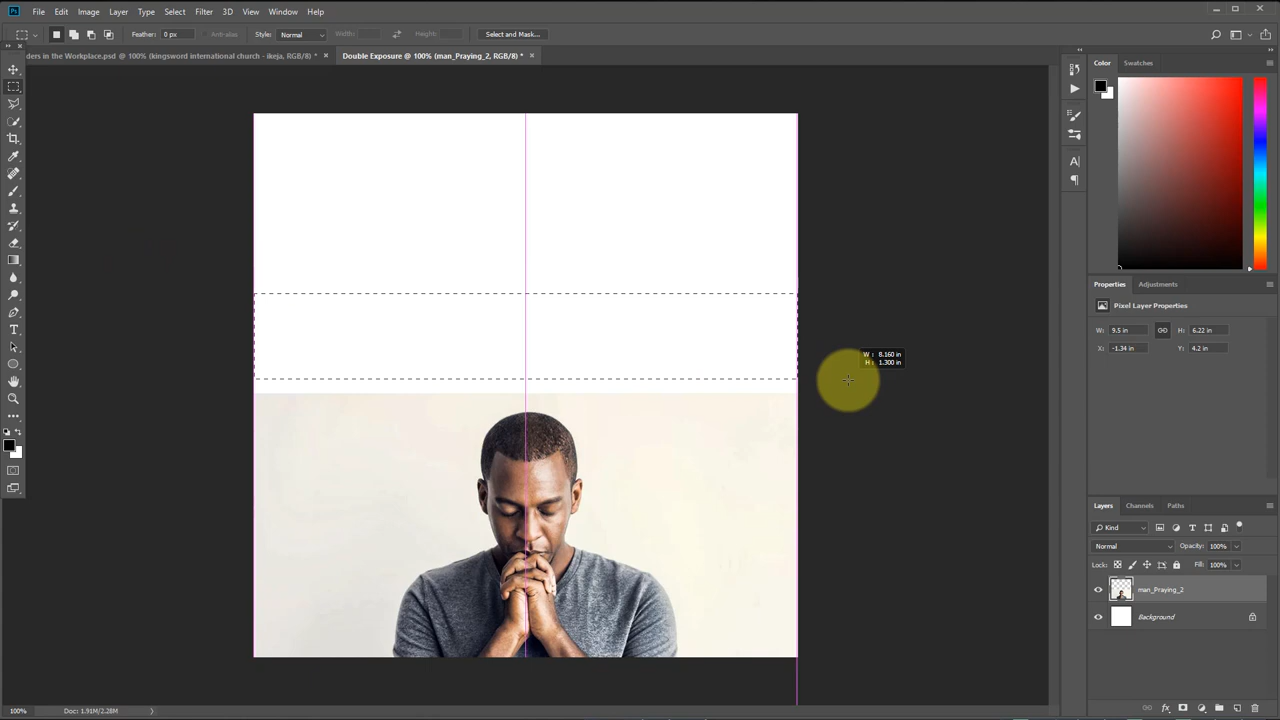 Ps File Edit Image Layer Type Select Filter 3D View Window Help
Feather: 0 px Anti-alias Style: Normal Width: Height: Select and Mask...
ders in the Workplace.psd @ 100% (kingsword international church - ikeja, RGB/8) * × Double Exposure @ 100% (man_Praying_2, RGB/8) * ×
Color Swatches
A|
T
Properties Adjustments
Pixel Layer Properties
W: 9.5 in H: 6.22 in
X: -1.34 in Y: 4.2 in
W : 8.160 in
H : 1.300 in
Layers Channels Paths
Kind
Normal Opacity: 100%
Lock: Fill: 100%
man_Praying_2
Background
fx
100% Doc: 1.91M/2.28M